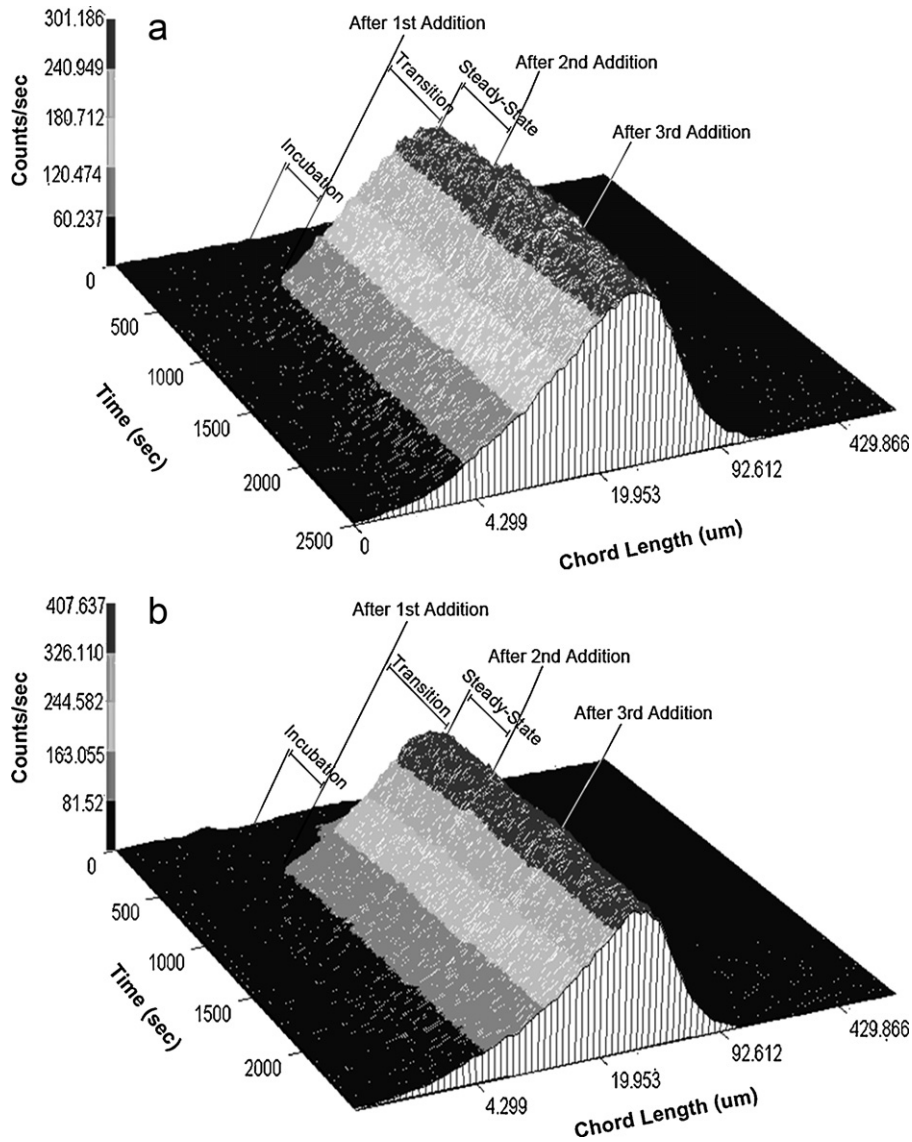 a
301.186
240.949
180.712
120.474
60.237
0
Counts/sec
After 1st Addition
Transition
Steady-State
After 2nd Addition
Incubation
After 3rd Addition
500
1000
1500
2000
2500
Time (sec)
0
4.299
19.953
92.612
429.866
Chord Length (um)
b
407.637
326.110
244.582
163.055
81.52
0
Counts/sec
After 1st Addition
Transition
Steady-State
After 2nd Addition
Incubation
After 3rd Addition
500
1000
1500
2000
Time (sec)
4.299
19.953
92.612
429.866
Chord Length (um)